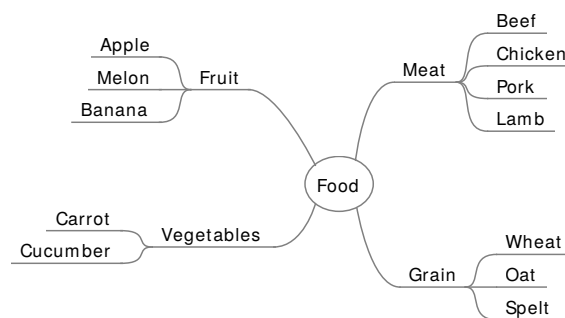 Food
Fruit
Apple
Melon
Banana
Vegetables
Carrot
Cucumber
Meat
Beef
Chicken
Pork
Lamb
Grain
Wheat
Oat
Spelt